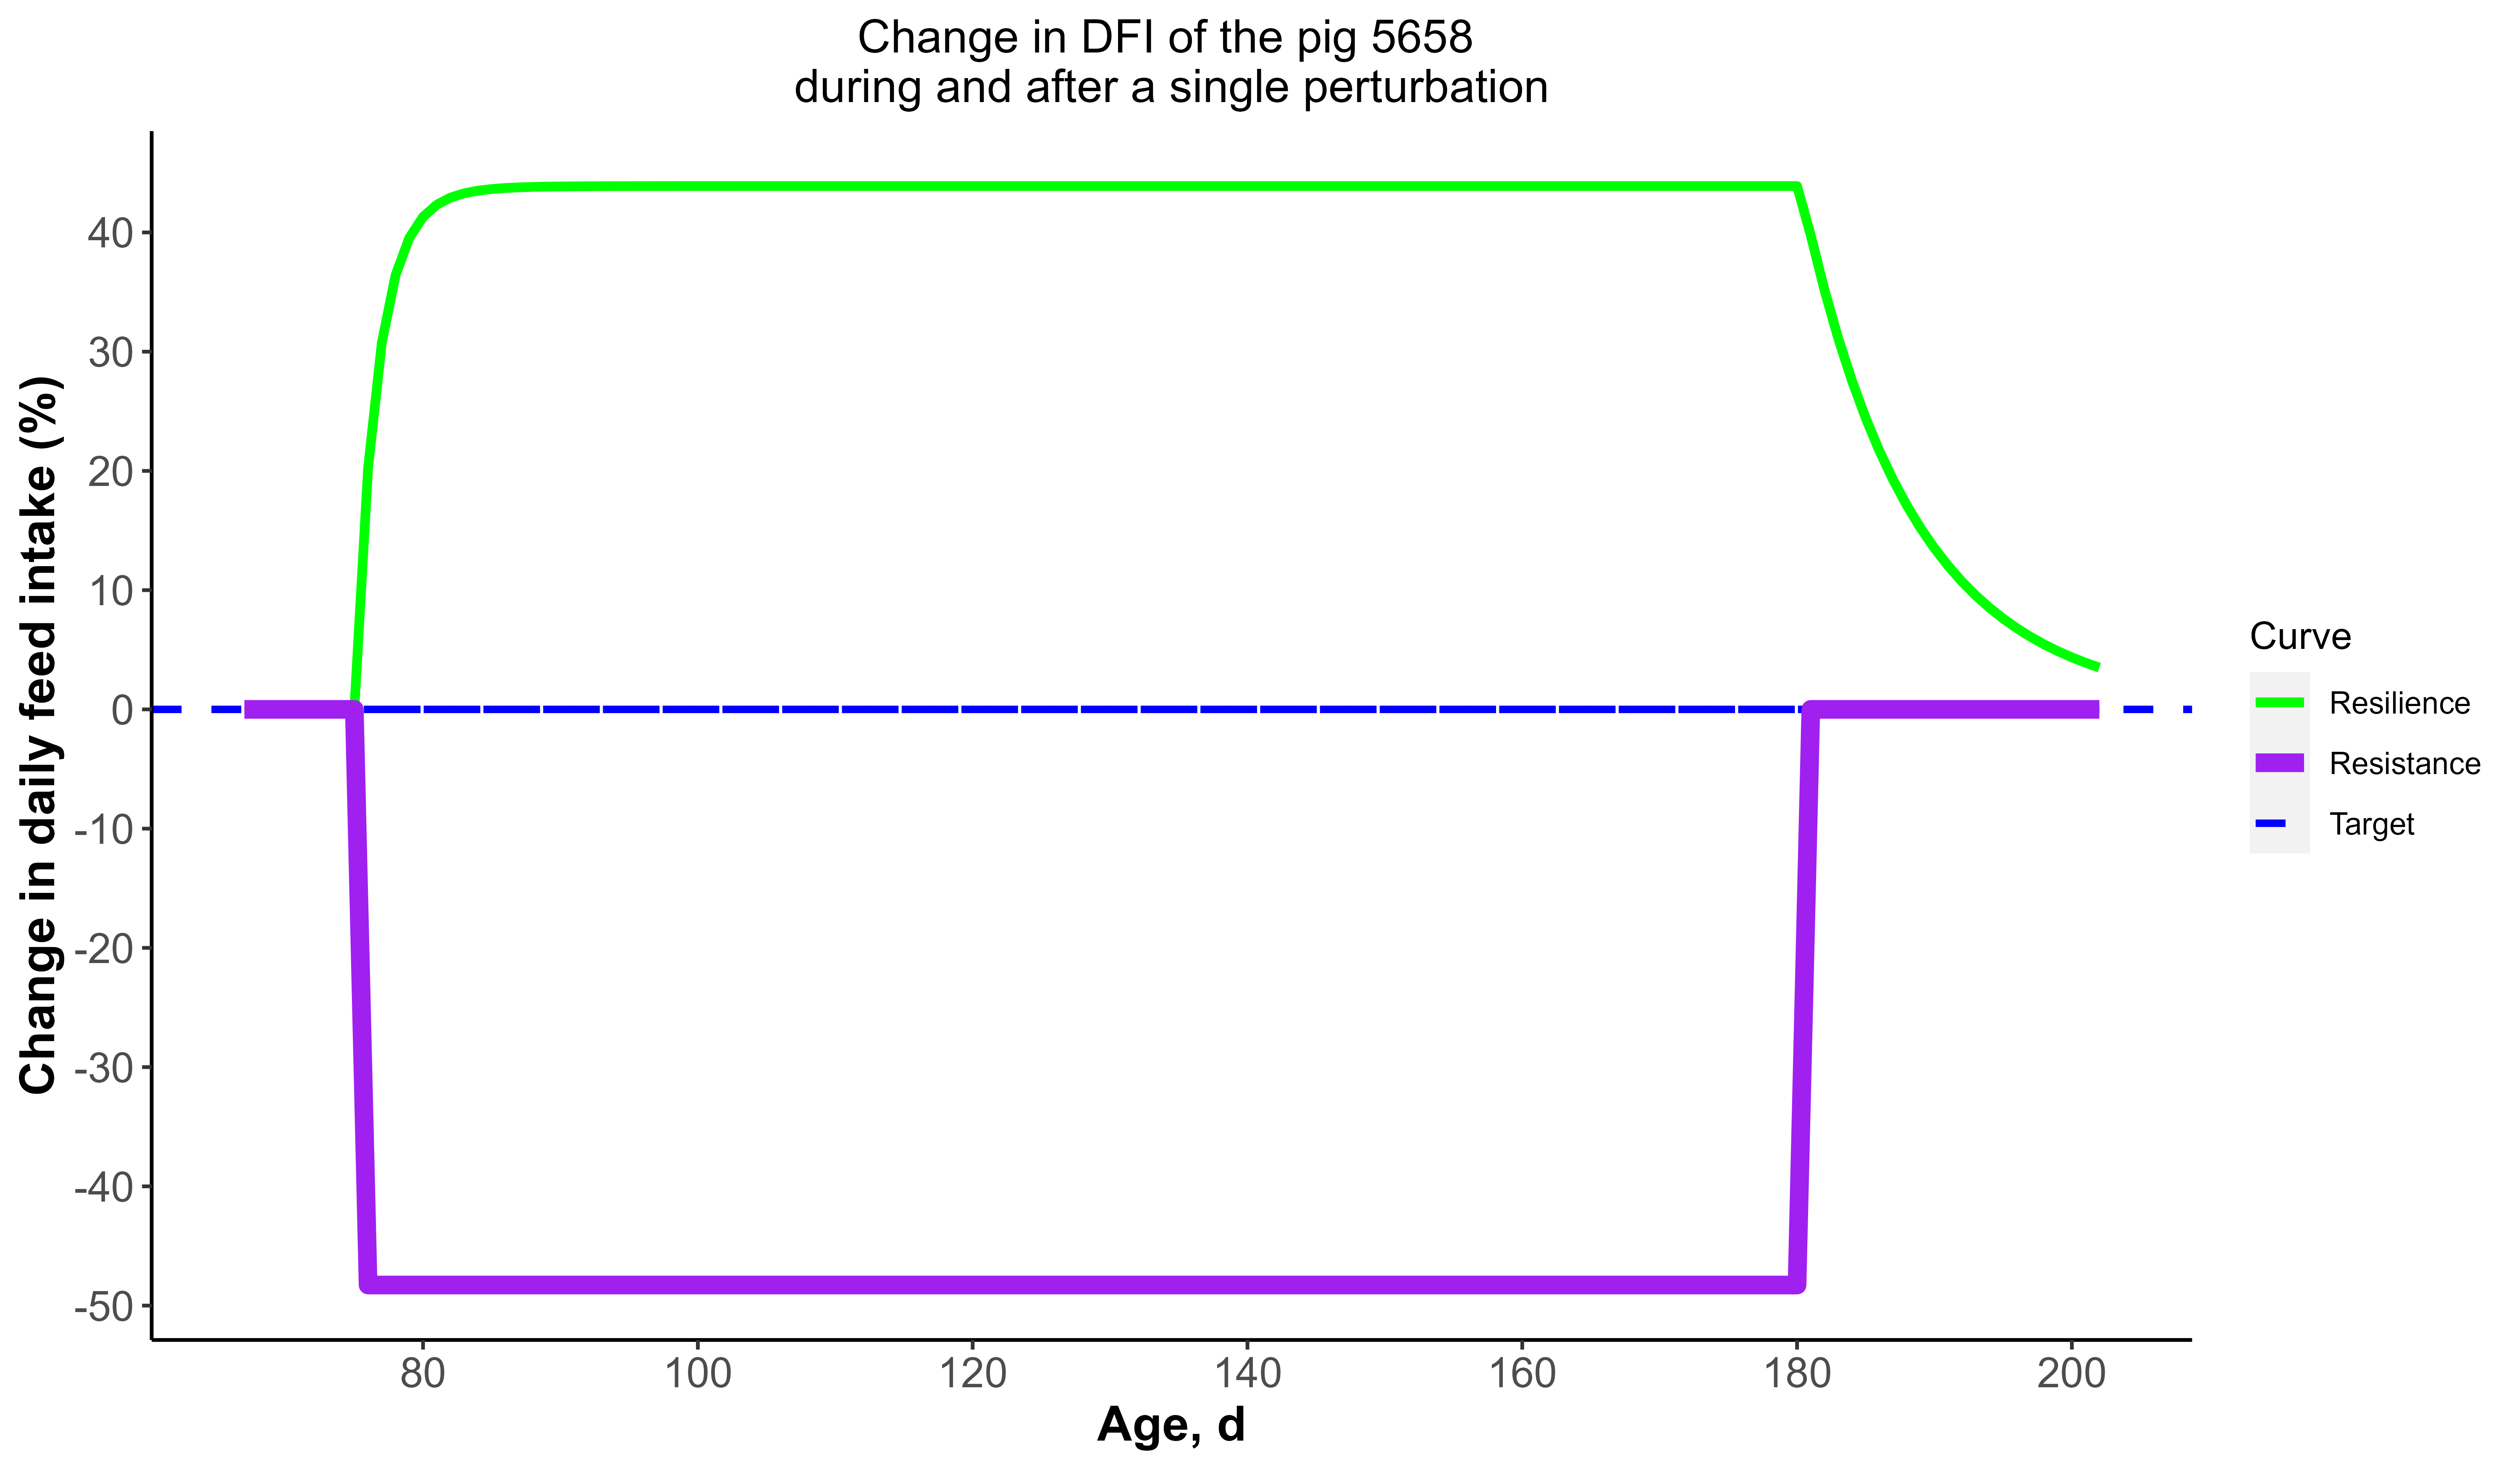 Change in DFI of the pig 5658
during and after a single perturbation
Change in daily feed intake (%)
40
30
20
10
0
-10
-20
-30
-40
-50
80 100 120 140 160 180 200
Age, d
Curve
Resilience
Resistance
Target